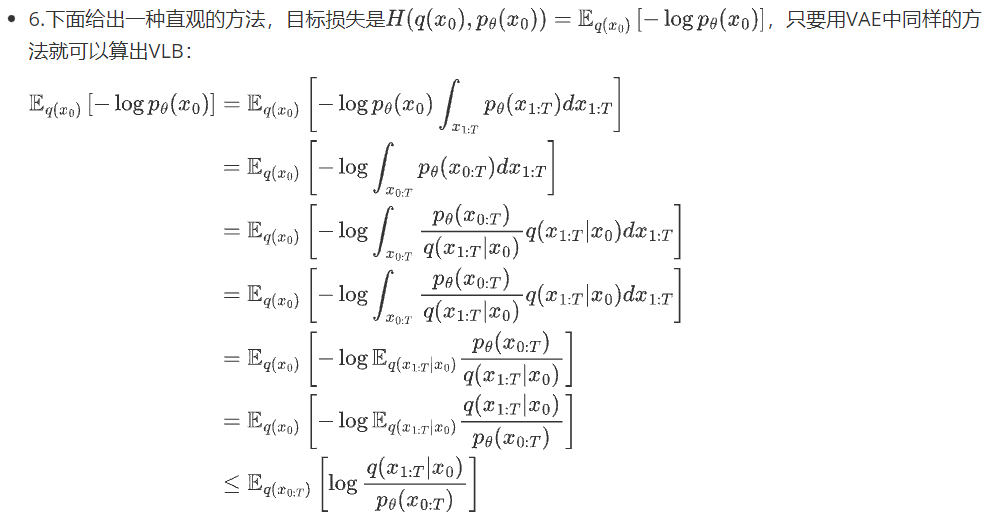 • 6.下面给出一种直观的方法，目标损失是$H(q(x_0), p_\theta(x_0)) = \mathbb{E}_{q(x_0)}[-\log p_\theta(x_0)]$，只要用VAE中同样的方
法就可以算出VLB：
$\mathbb{E}_{q(x_0)}[-\log p_\theta(x_0)] = \mathbb{E}_{q(x_0)}\left[-\log p_\theta(x_0)\int_{x_{1:T}} p_\theta(x_{1:T})dx_{1:T}\right]$
$= \mathbb{E}_{q(x_0)}\left[-\log \int_{x_{0:T}} p_\theta(x_{0:T})dx_{1:T}\right]$
$= \mathbb{E}_{q(x_0)}\left[-\log \int_{x_{0:T}} \frac{p_\theta(x_{0:T})}{q(x_{1:T}|x_0)} q(x_{1:T}|x_0)dx_{1:T}\right]$
$= \mathbb{E}_{q(x_0)}\left[-\log \int_{x_{0:T}} \frac{p_\theta(x_{0:T})}{q(x_{1:T}|x_0)} q(x_{1:T}|x_0)dx_{1:T}\right]$
$= \mathbb{E}_{q(x_0)}\left[-\log \mathbb{E}_{q(x_{1:T}|x_0)} \frac{p_\theta(x_{0:T})}{q(x_{1:T}|x_0)}\right]$
$= \mathbb{E}_{q(x_0)}\left[-\log \mathbb{E}_{q(x_{1:T}|x_0)} \frac{q(x_{1:T}|x_0)}{p_\theta(x_{0:T})}\right]$
$\leq \mathbb{E}_{q(x_{0:T})}\left[\log \frac{q(x_{1:T}|x_0)}{p_\theta(x_{0:T})}\right]$